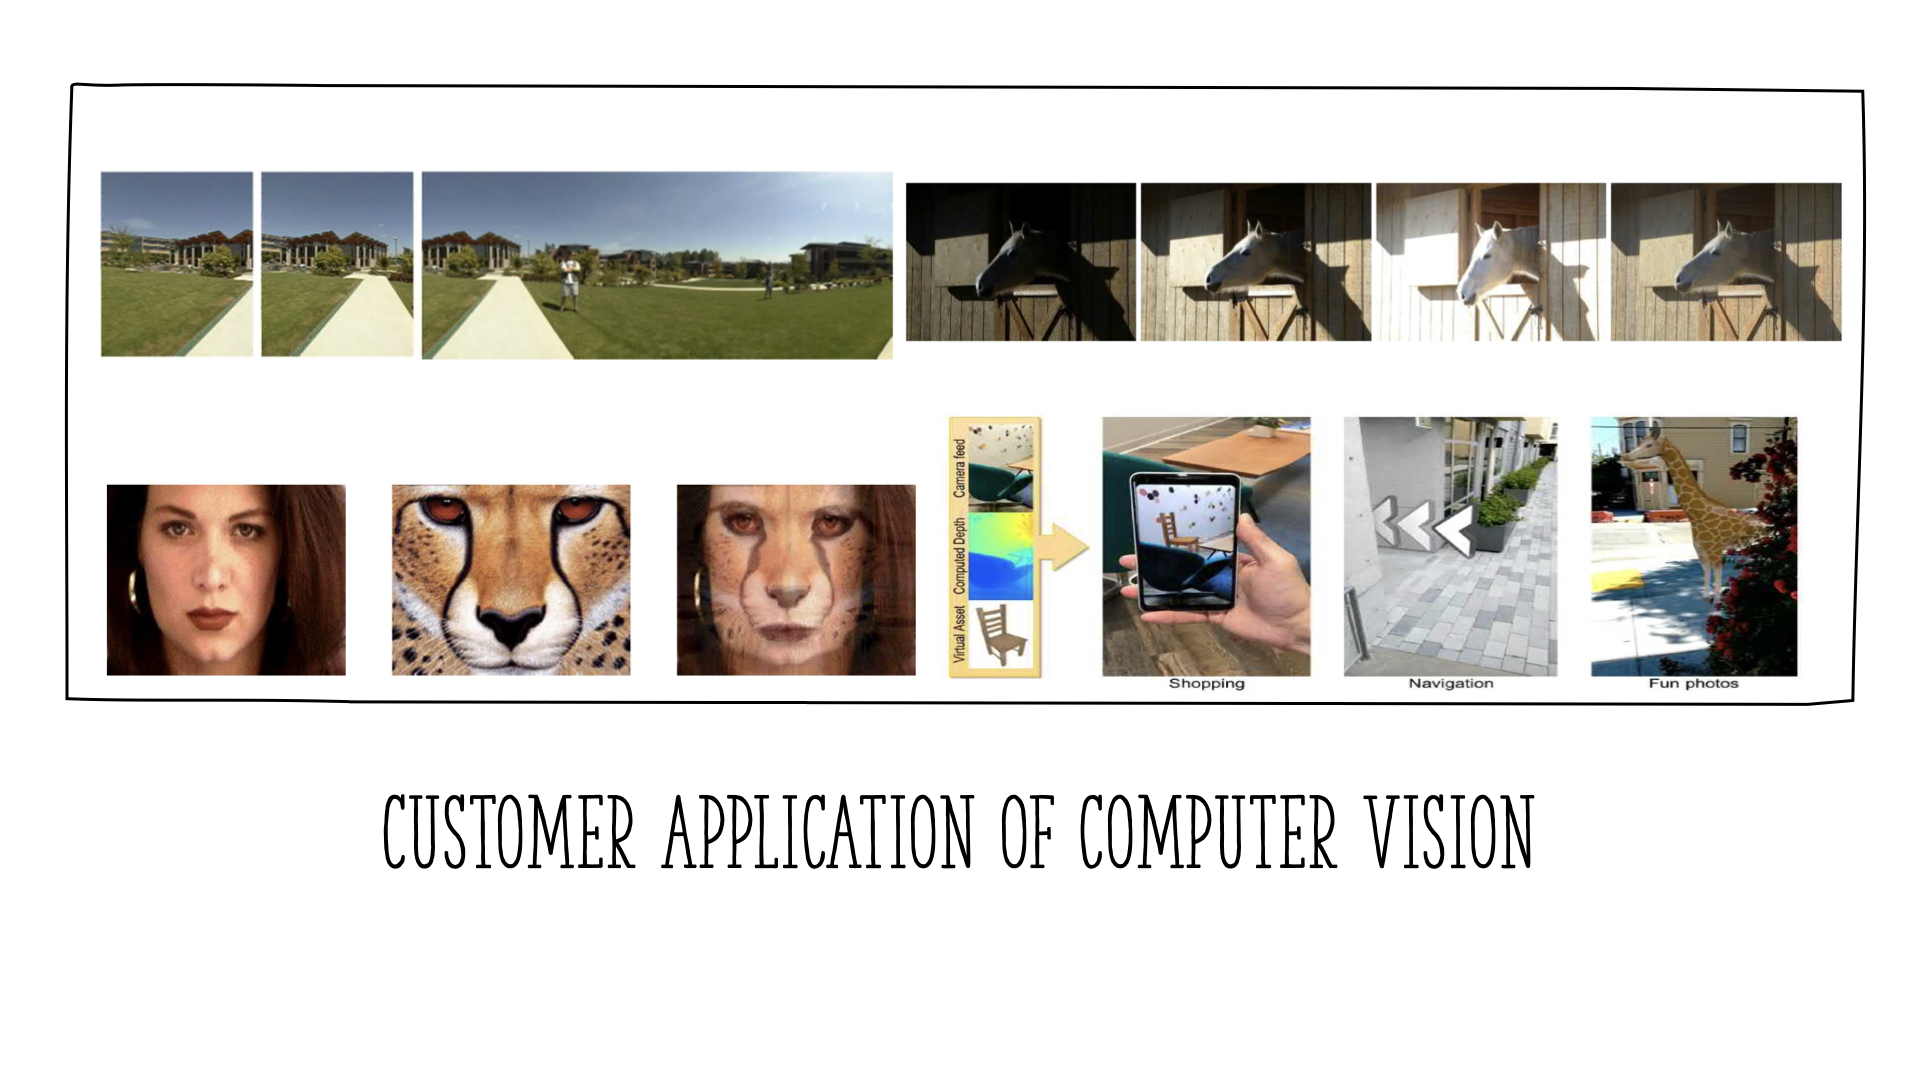 Camera feed
Computed Depth
Virtual Asset
Shopping
Navigation
Fun photos
CUSTOMER APPLICATION OF COMPUTER VISION